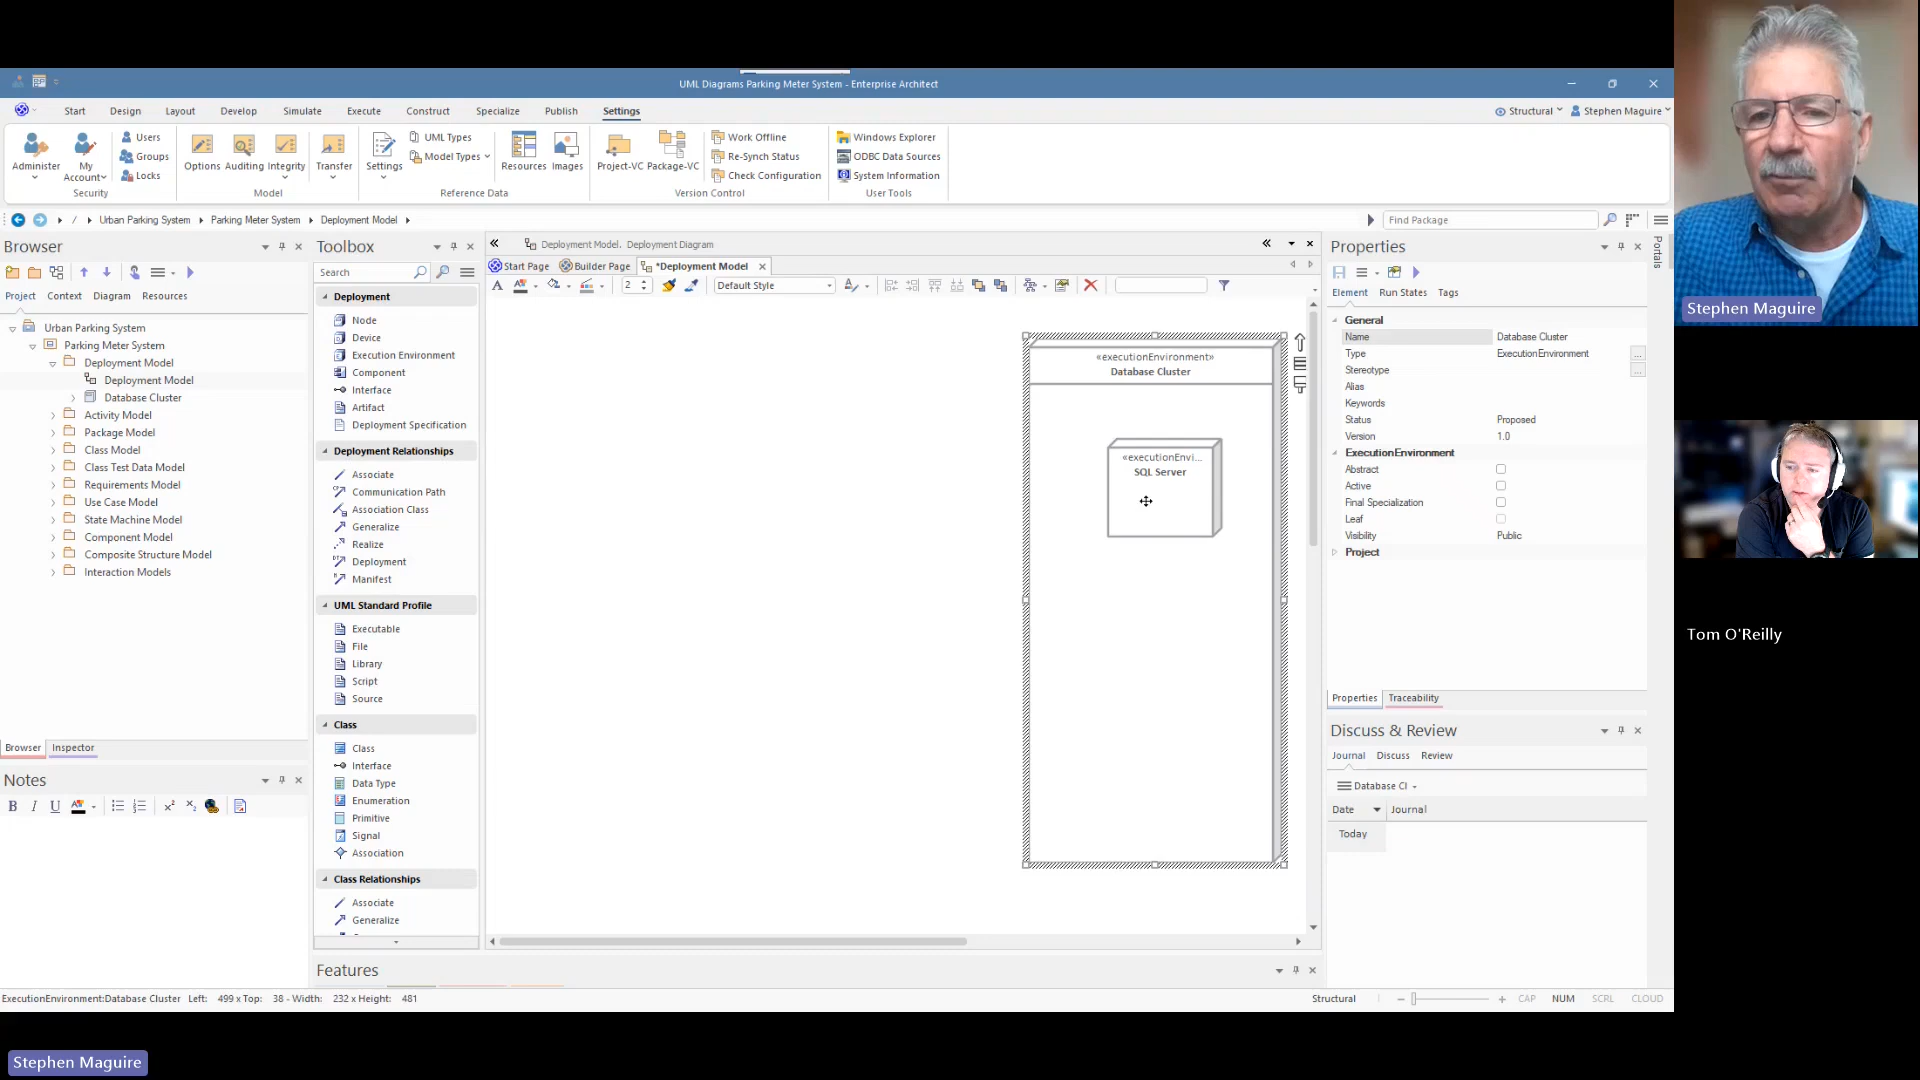 UML Diagrams Parking Meter System - Enterprise Architect
Start Design Layout Develop Simulate Execute Construct Specialize Publish Settings
Structural Stephen Maguire
Administer My Account Users Groups Locks
Options Auditing Integrity Transfer
Settings UML Types Model Types Resources Images
Project-VC Package-VC Work Offline Re-Synch Status Check Configuration
Windows Explorer ODBC Data Sources System Information
Security Model Reference Data Version Control User Tools
/ Urban Parking System Parking Meter System Deployment Model
Find Package
Browser
Project Context Diagram Resources
Urban Parking System
Parking Meter System
Deployment Model
Deployment Model
Database Cluster
Activity Model
Package Model
Class Model
Class Test Data Model
Requirements Model
Use Case Model
State Machine Model
Component Model
Composite Structure Model
Interaction Models
Browser Inspector
Notes
B I U
Toolbox
Search
Deployment
Node
Device
Execution Environment
Component
Interface
Artifact
Deployment Specification
Deployment Relationships
Associate
Communication Path
Association Class
Generalize
Realize
Deployment
Manifest
UML Standard Profile
Executable
File
Library
Script
Source
Class
Class
Interface
Data Type
Enumeration
Primitive
Signal
Association
Class Relationships
Associate
Generalize
Deployment Model. Deployment Diagram
Start Page Builder Page *Deployment Model
2 Default Style
«executionEnvironment»
Database Cluster
«executionEnvi...
SQL Server
Features
Properties
Element Run States Tags
General
Name Database Cluster
Type ExecutionEnvironment
Stereotype
Alias
Keywords
Status Proposed
Version 1.0
ExecutionEnvironment
Abstract
Active
Final Specialization
Leaf
Visibility Public
Project
Properties Traceability
Discuss & Review
Journal Discuss Review
Database Cl
Date Journal
Today
Portals
ExecutionEnvironment:Database Cluster Left: 499 x Top: 38 - Width: 232 x Height: 481
Structural CAP NUM SCRL CLOUD
Stephen Maguire
Tom O'Reilly
Stephen Maguire